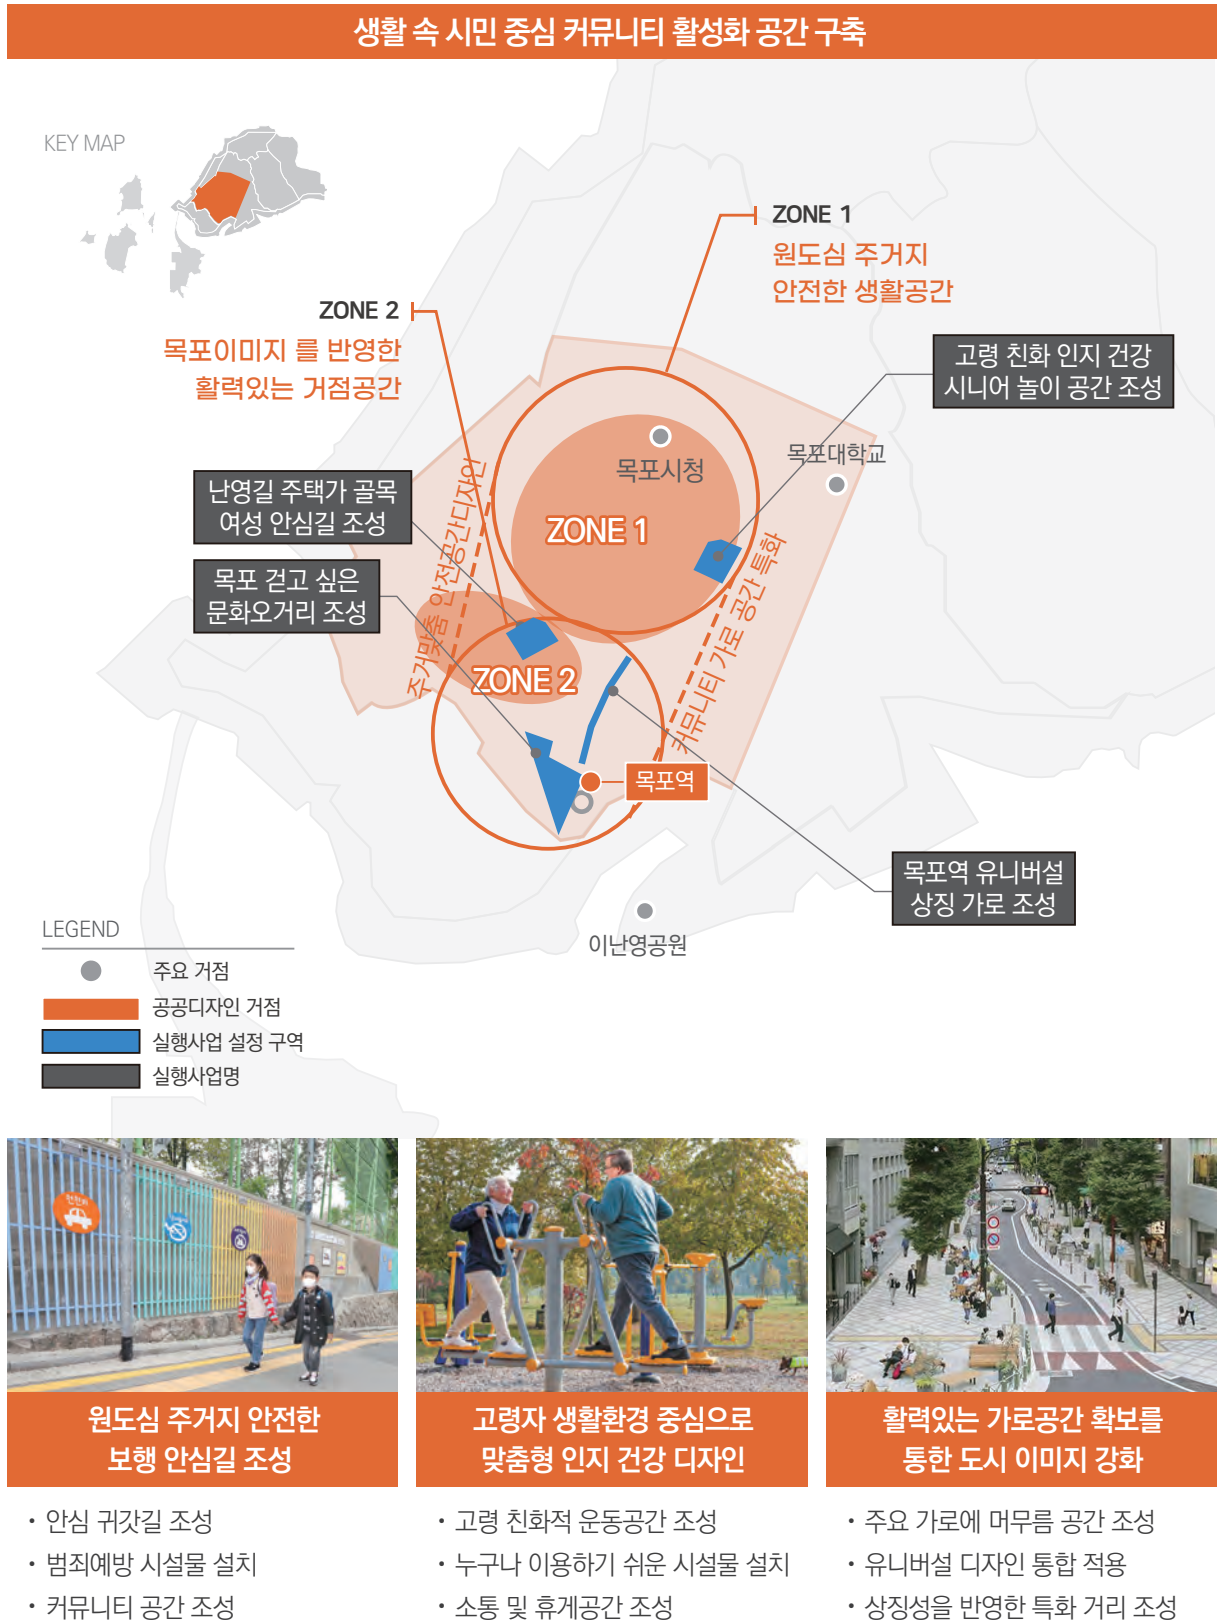 생활 속 시민 중심 커뮤니티 활성화 공간 구축
KEY MAP
ZONE 1
원도심 주거지
안전한 생활공간
ZONE 2
목포이미지 를 반영한
활력있는 거점공간
고령 친화 인지 건강
시니어 놀이 공간 조성
목포시청
목포대학교
난영길 주택가 골목
여성 안심길 조성
주거맞춤 안전공간디자인
ZONE 1
목포 걷고 싶은
문화오거리 조성
커뮤니티 가로 공간 특화
ZONE 2
목포역
목포역 유니버설
상징 가로 조성
이난영공원
LEGEND
주요 거점
공공디자인 거점
실행사업 설정 구역
실행사업명
원도심 주거지 안전한
보행 안심길 조성
• 안심 귀갓길 조성
• 범죄예방 시설물 설치
• 커뮤니티 공간 조성
고령자 생활환경 중심으로
맞춤형 인지 건강 디자인
• 고령 친화적 운동공간 조성
• 누구나 이용하기 쉬운 시설물 설치
• 소통 및 휴게공간 조성
활력있는 가로공간 확보를
통한 도시 이미지 강화
• 주요 가로에 머무름 공간 조성
• 유니버설 디자인 통합 적용
• 상징성을 반영한 특화 거리 조성